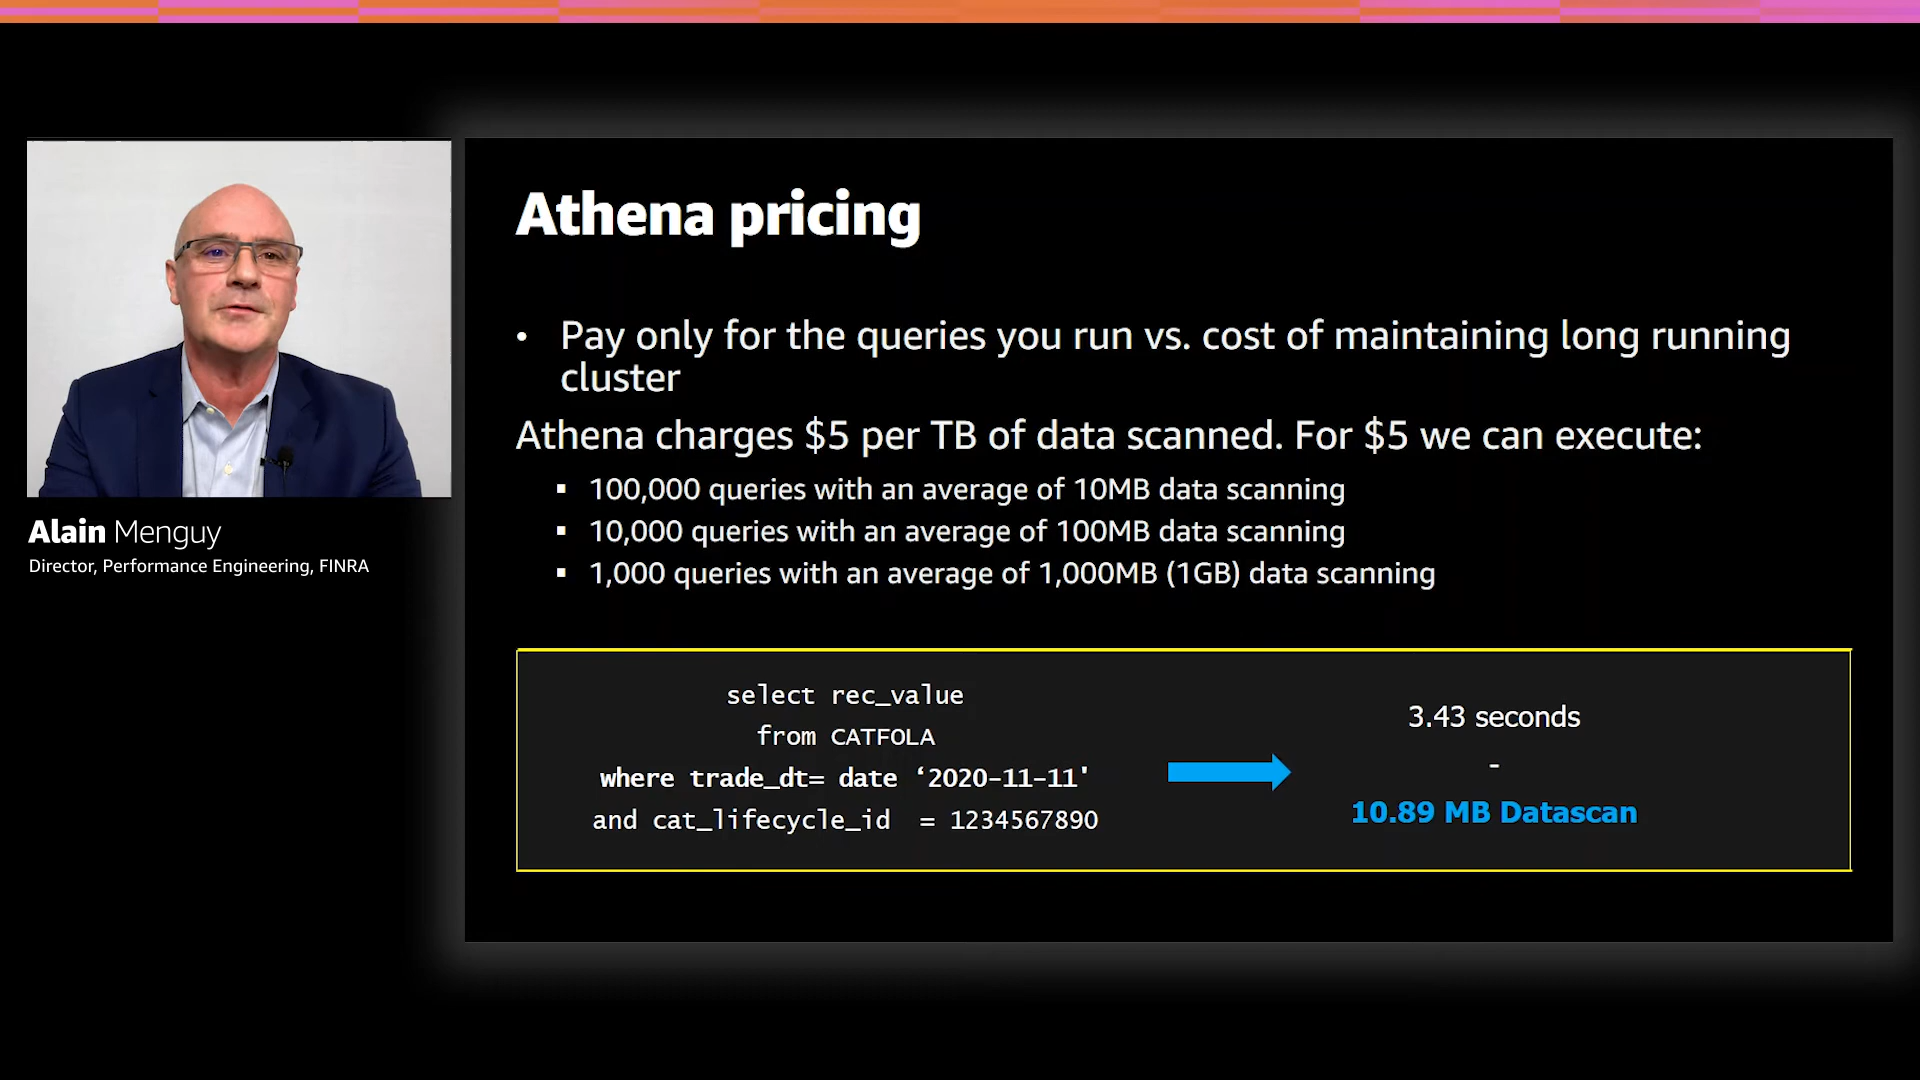 Athena pricing
• Pay only for the queries you run vs. cost of maintaining long running
cluster
Athena charges $5 per TB of data scanned. For $5 we can execute:
▪ 100,000 queries with an average of 10MB data scanning
▪ 10,000 queries with an average of 100MB data scanning
▪ 1,000 queries with an average of 1,000MB (1GB) data scanning
select rec_value
from CATFOLA
where trade_dt= date ‘2020-11-11'
and cat_lifecycle_id = 1234567890
3.43 seconds
-
10.89 MB Datascan
Alain Menguy
Director, Performance Engineering, FINRA